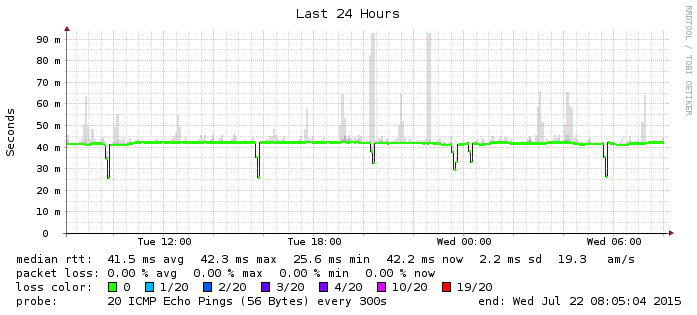 Last 24 Hours
RRDTOOL / TOBI OETIKER
Seconds
90 m
80 m
70 m
60 m
50 m
40 m
30 m
20 m
10 m
0
Tue 12:00 Tue 18:00 Wed 00:00 Wed 06:00
median rtt: 41.5 ms avg 42.3 ms max 25.6 ms min 42.2 ms now 2.2 ms sd 19.3 am/s
packet loss: 0.00 % avg 0.00 % max 0.00 % min 0.00 % now
loss color: 0 1/20 2/20 3/20 4/20 10/20 19/20
probe: 20 ICMP Echo Pings (56 Bytes) every 300s end: Wed Jul 22 08:05:04 2015